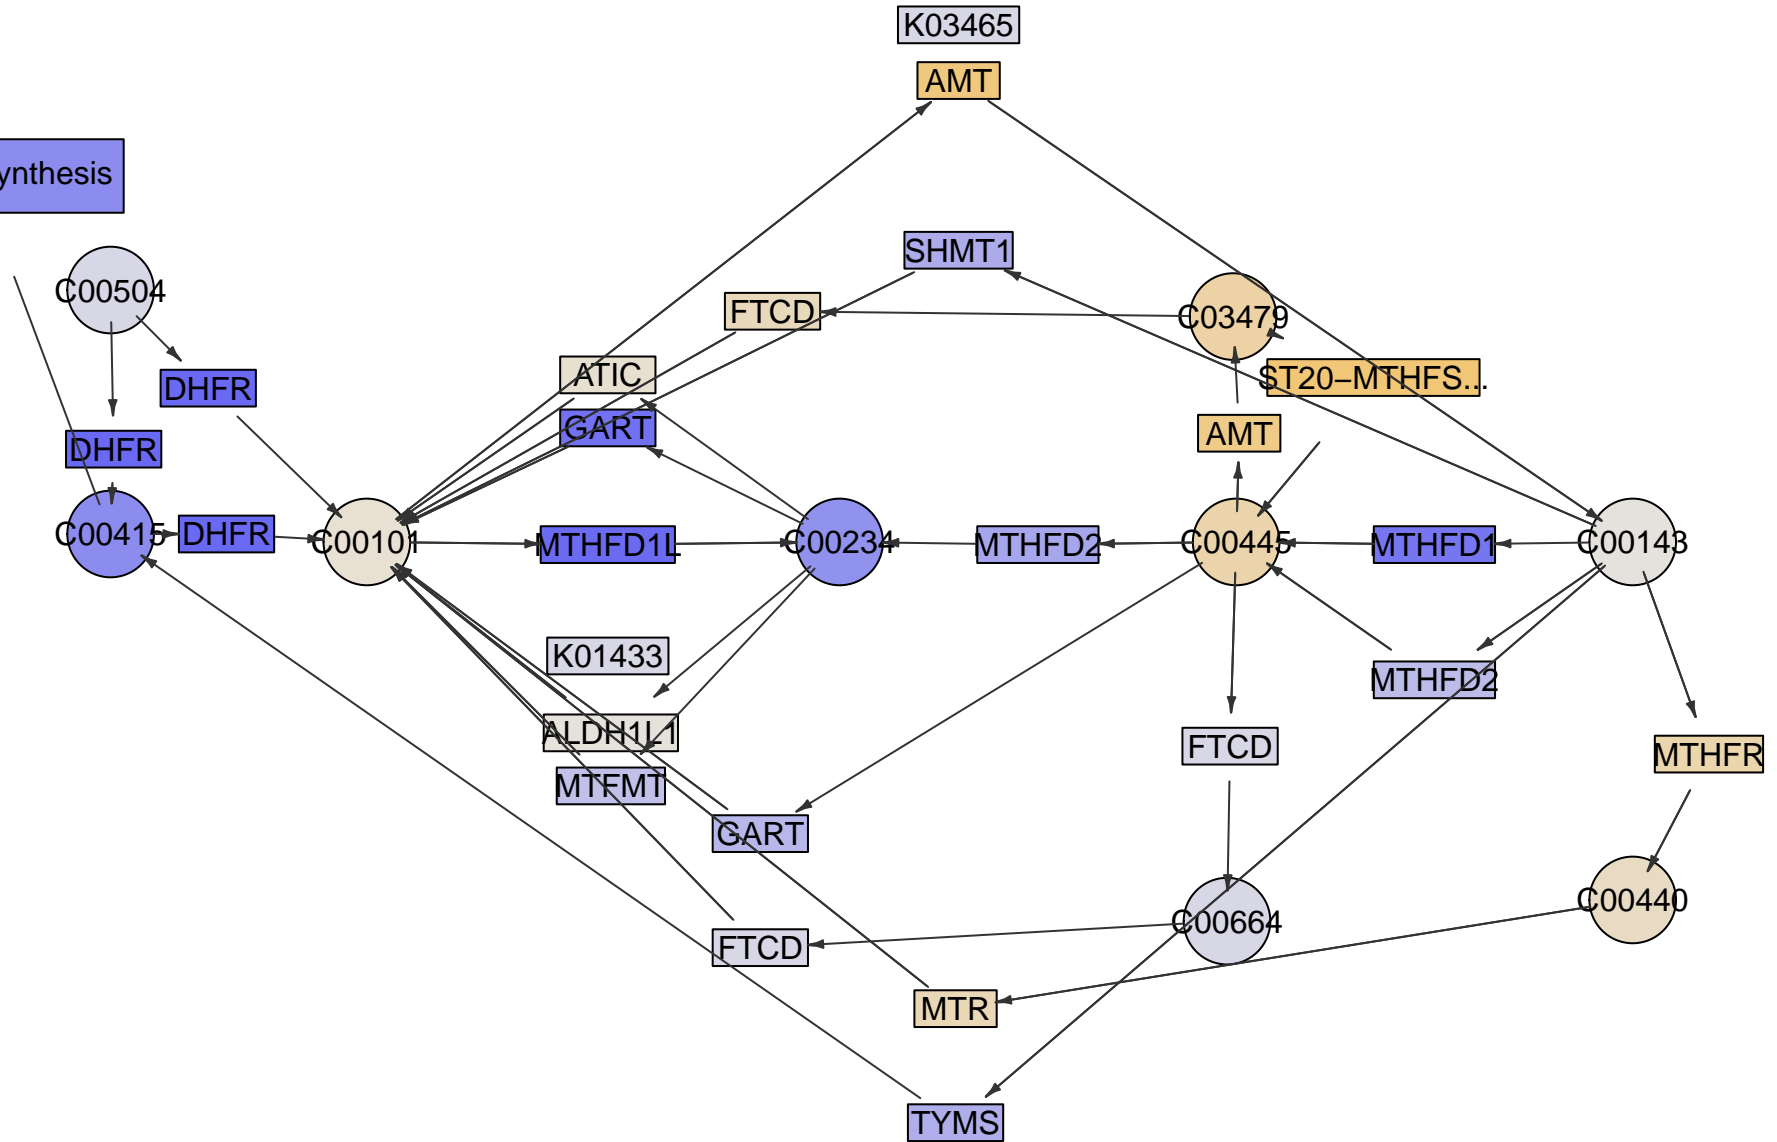 K03465
AMT
ynthesis
SHMT1
C00504
FTCD
C03479
ATIC
DHFR
ST20-MTHFS...
GART
AMT
DHFR
C00415
DHFR
C00101
MTHFD1L
C00234
MTHFD2
C00445
MTHFD1
C00143
K01433
MTHFD2
ALDH1L1
FTCD
MTHFR
MTFMT
GART
C00440
C00664
FTCD
MTR
TYMS